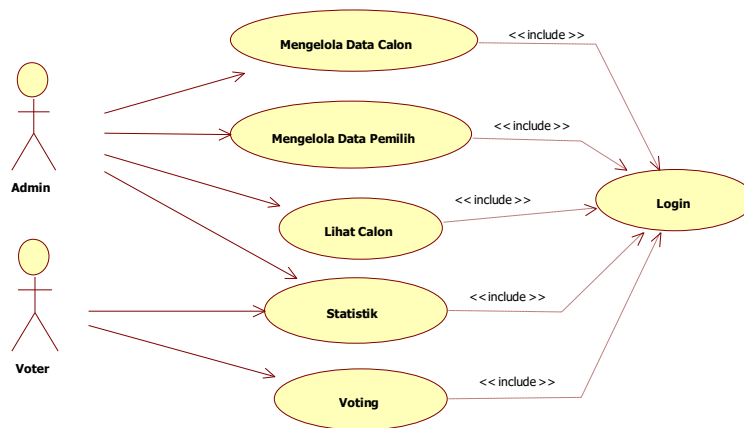 Mengelola Data Calon
<< include >>
Mengelola Data Pemilih
<< include >>
Admin
Login
Lihat Calon
<< include >>
Statistik
<< include >>
Voter
Voting
<< include >>